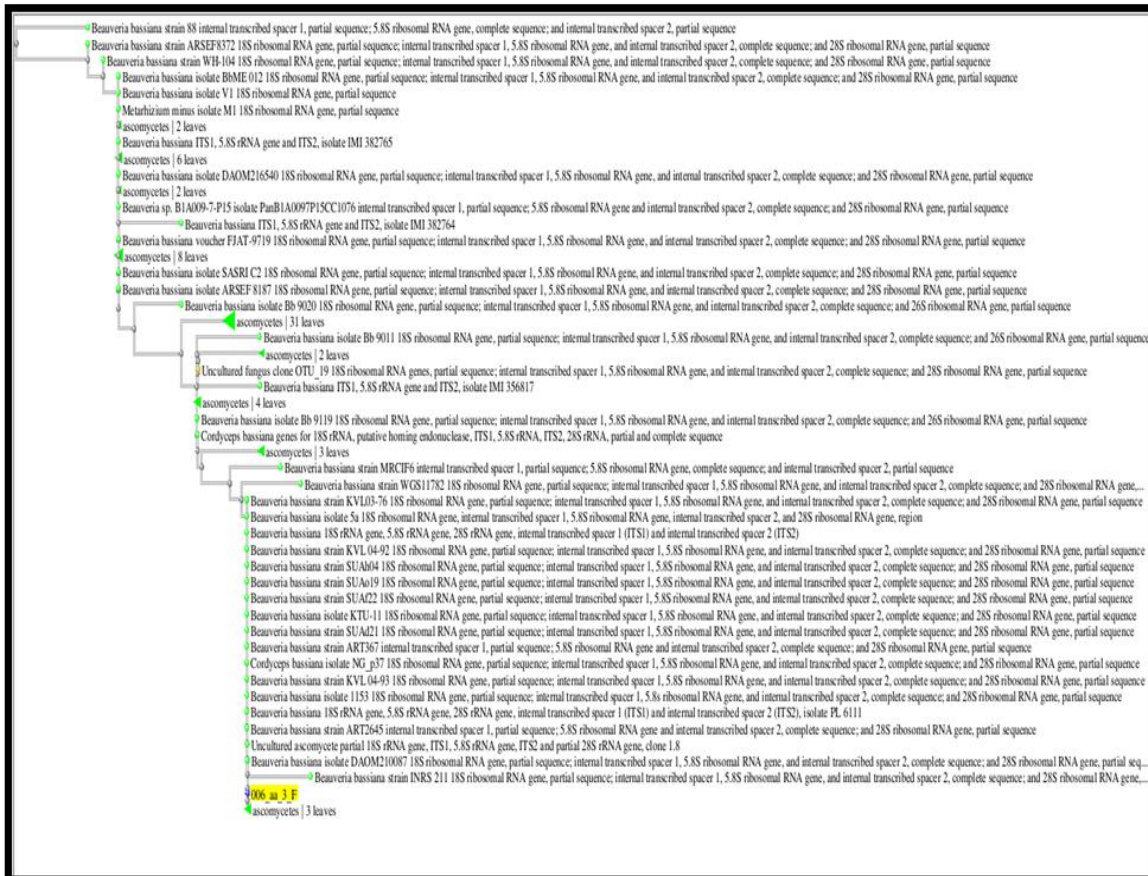 Beauveria bassiana strain 88 internal transcribed spacer 1, partial sequence; 5.8S ribosomal RNA gene, complete sequence; and internal transcribed spacer 2, partial sequence
Beauveria bassiana strain ARSEF8372 18S ribosomal RNA gene, partial sequence; internal transcribed spacer 1, 5.8S ribosomal RNA gene, and internal transcribed spacer 2, complete sequence; and 28S ribosomal RNA gene, partial sequence
Beauveria bassiana strain WH-104 18S ribosomal RNA gene, partial sequence; internal transcribed spacer 1, 5.8S ribosomal RNA gene, and internal transcribed spacer 2, complete sequence; and 28S ribosomal RNA gene, partial sequence
Beauveria bassiana isolate BbME 012 18S ribosomal RNA gene, partial sequence; internal transcribed spacer 1, 5.8S ribosomal RNA gene, and internal transcribed spacer 2, complete sequence; and 28S ribosomal RNA gene, partial sequence
Beauveria bassiana isolate V1 18S ribosomal RNA gene, partial sequence
Metarhizium minus isolate M1 18S ribosomal RNA gene, partial sequence
ascomycetes | 2 leaves
Beauveria bassiana ITS1, 5.8S rRNA gene and ITS2, isolate IMI 382765
ascomycetes | 6 leaves
Beauveria bassiana isolate DAOM216540 18S ribosomal RNA gene, partial sequence; internal transcribed spacer 1, 5.8S ribosomal RNA gene, and internal transcribed spacer 2, complete sequence; and 28S ribosomal RNA gene, partial sequence
ascomycetes | 2 leaves
Beauveria sp. B1A009-7-P15 isolate PanB1A0097P15CC1076 internal transcribed spacer 1, partial sequence; 5.8S ribosomal RNA gene and internal transcribed spacer 2, complete sequence; and 28S ribosomal RNA gene, partial sequence
Beauveria bassiana ITS1, 5.8S rRNA gene and ITS2, isolate IMI 382764
Beauveria bassiana voucher FJAT-9719 18S ribosomal RNA gene, partial sequence; internal transcribed spacer 1, 5.8S ribosomal RNA gene, and internal transcribed spacer 2, complete sequence; and 28S ribosomal RNA gene, partial sequence
ascomycetes | 8 leaves
Beauveria bassiana isolate SASRI C2 18S ribosomal RNA gene, partial sequence; internal transcribed spacer 1, 5.8S ribosomal RNA gene, and internal transcribed spacer 2, complete sequence; and 28S ribosomal RNA gene, partial sequence
Beauveria bassiana isolate ARSEF 8187 18S ribosomal RNA gene, partial sequence; internal transcribed spacer 1, 5.8S ribosomal RNA gene, and internal transcribed spacer 2, complete sequence; and 28S ribosomal RNA gene, partial sequence
Beauveria bassiana isolate Bb 9020 18S ribosomal RNA gene, partial sequence; internal transcribed spacer 1, 5.8S ribosomal RNA gene, and internal transcribed spacer 2, complete sequence; and 26S ribosomal RNA gene, partial sequence
ascomycetes | 31 leaves
Beauveria bassiana isolate Bb 9011 18S ribosomal RNA gene, partial sequence; internal transcribed spacer 1, 5.8S ribosomal RNA gene, and internal transcribed spacer 2, complete sequence; and 26S ribosomal RNA gene, partial sequence
ascomycetes | 2 leaves
Uncultured fungus clone OTU_19 18S ribosomal RNA genes, partial sequence; internal transcribed spacer 1, 5.8S ribosomal RNA gene, and internal transcribed spacer 2, complete sequence; and 28S ribosomal RNA gene, partial sequence
Beauveria bassiana ITS1, 5.8S rRNA gene and ITS2, isolate IMI 356817
ascomycetes | 4 leaves
Beauveria bassiana isolate Bb 9119 18S ribosomal RNA gene, partial sequence; internal transcribed spacer 1, 5.8S ribosomal RNA gene, and internal transcribed spacer 2, complete sequence; and 26S ribosomal RNA gene, partial sequence
Cordyceps bassiana genes for 18S rRNA, putative homing endonuclease, ITS1, 5.8S rRNA, ITS2, 28S rRNA, partial and complete sequence
ascomycetes | 3 leaves
Beauveria bassiana strain MRCIF6 internal transcribed spacer 1, partial sequence; 5.8S ribosomal RNA gene, complete sequence; and internal transcribed spacer 2, partial sequence
Beauveria bassiana strain WGS11782 18S ribosomal RNA gene, partial sequence; internal transcribed spacer 1, 5.8S ribosomal RNA gene, and internal transcribed spacer 2, complete sequence; and 28S ribosomal RNA gene,...
Beauveria bassiana strain KVL03-76 18S ribosomal RNA gene, partial sequence; internal transcribed spacer 1, 5.8S ribosomal RNA gene, and internal transcribed spacer 2, complete sequence; and 28S ribosomal RNA gene, partial sequence
Beauveria bassiana isolate 5a 18S ribosomal RNA gene, internal transcribed spacer 1, 5.8S ribosomal RNA gene, internal transcribed spacer 2, and 28S ribosomal RNA gene, region
Beauveria bassiana 18S rRNA gene, 5.8S rRNA gene, 28S rRNA gene, internal transcribed spacer 1 (ITS1) and internal transcribed spacer 2 (ITS2)
Beauveria bassiana strain KVL 04-92 18S ribosomal RNA gene, partial sequence; internal transcribed spacer 1, 5.8S ribosomal RNA gene, and internal transcribed spacer 2, complete sequence; and 28S ribosomal RNA gene, partial sequence
Beauveria bassiana strain SUAh04 18S ribosomal RNA gene, partial sequence; internal transcribed spacer 1, 5.8S ribosomal RNA gene, and internal transcribed spacer 2, complete sequence; and 28S ribosomal RNA gene, partial sequence
Beauveria bassiana strain SUAo19 18S ribosomal RNA gene, partial sequence; internal transcribed spacer 1, 5.8S ribosomal RNA gene, and internal transcribed spacer 2, complete sequence; and 28S ribosomal RNA gene, partial sequence
Beauveria bassiana strain SUAf22 18S ribosomal RNA gene, partial sequence; internal transcribed spacer 1, 5.8S ribosomal RNA gene, and internal transcribed spacer 2, complete sequence; and 28S ribosomal RNA gene, partial sequence
Beauveria bassiana isolate KTU-11 18S ribosomal RNA gene, partial sequence; internal transcribed spacer 1, 5.8S ribosomal RNA gene, and internal transcribed spacer 2, complete sequence; and 28S ribosomal RNA gene, partial sequence
Beauveria bassiana strain SUAd21 18S ribosomal RNA gene, partial sequence; internal transcribed spacer 1, 5.8S ribosomal RNA gene, and internal transcribed spacer 2, complete sequence; and 28S ribosomal RNA gene, partial sequence
Beauveria bassiana strain ART367 internal transcribed spacer 1, partial sequence; 5.8S ribosomal RNA gene and internal transcribed spacer 2, complete sequence; and 28S ribosomal RNA gene, partial sequence
Cordyceps bassiana isolate NG_p37 18S ribosomal RNA gene, partial sequence; internal transcribed spacer 1, 5.8S ribosomal RNA gene, and internal transcribed spacer 2, complete sequence; and 28S ribosomal RNA gene, partial sequence
Beauveria bassiana strain KVL 04-93 18S ribosomal RNA gene, partial sequence; internal transcribed spacer 1, 5.8S ribosomal RNA gene, and internal transcribed spacer 2, complete sequence; and 28S ribosomal RNA gene, partial sequence
Beauveria bassiana isolate 1153 18S ribosomal RNA gene, partial sequence; internal transcribed spacer 1, 5.8s ribosomal RNA gene, and internal transcribed spacer 2, complete sequence; and 28S ribosomal RNA gene, partial sequence
Beauveria bassiana 18S rRNA gene, 5.8S rRNA gene, 28S rRNA gene, internal transcribed spacer 1 (ITS1) and internal transcribed spacer 2 (ITS2), isolate PL 6111
Beauveria bassiana strain ART2645 internal transcribed spacer 1, partial sequence; 5.8S ribosomal RNA gene and internal transcribed spacer 2, complete sequence; and 28S ribosomal RNA gene, partial sequence
Uncultured ascomycete partial 18S rRNA gene, ITS1, 5.8S rRNA gene, ITS2 and partial 28S rRNA gene, clone 1.8
Beauveria bassiana isolate DAOM210087 18S ribosomal RNA gene, partial sequence; internal transcribed spacer 1, 5.8S ribosomal RNA gene, and internal transcribed spacer 2, complete sequence; and 28S ribosomal RNA gene, partial seq...
Beauveria bassiana strain INRS 211 18S ribosomal RNA gene, partial sequence; internal transcribed spacer 1, 5.8S ribosomal RNA gene, and internal transcribed spacer 2, complete sequence; and 28S ribosomal RNA gene,...
006_aa_3_F
ascomycetes | 3 leaves